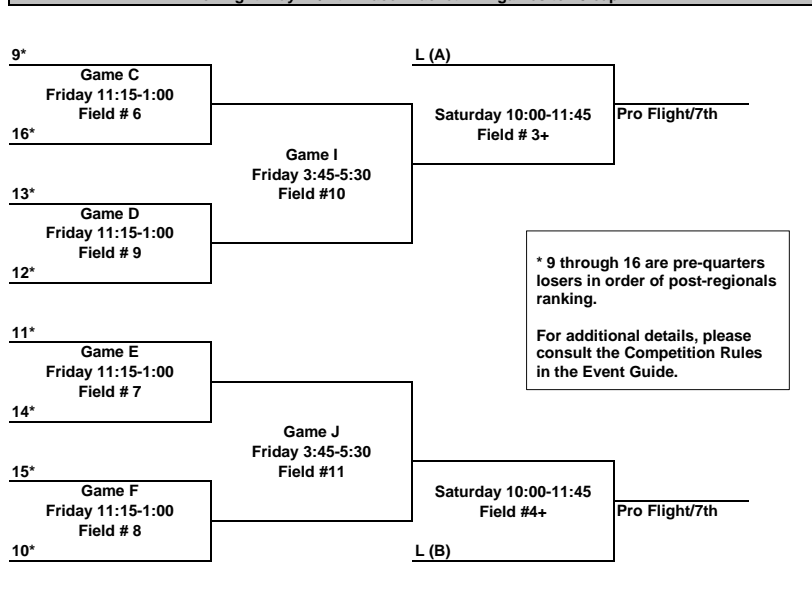 9*
Game C
Friday 11:15-1:00
Field # 6
16*
13*
Game D
Friday 11:15-1:00
Field # 9
12*
Game I
Friday 3:45-5:30
Field #10
L (A)
Saturday 10:00-11:45
Field # 3+
Pro Flight/7th
* 9 through 16 are pre-quarters
losers in order of post-regionals
ranking.
For additional details, please
consult the Competition Rules
in the Event Guide.
11*
Game E
Friday 11:15-1:00
Field # 7
14*
15*
Game F
Friday 11:15-1:00
Field # 8
10*
Game J
Friday 3:45-5:30
Field #11
Saturday 10:00-11:45
Field #4+
L (B)
Pro Flight/7th